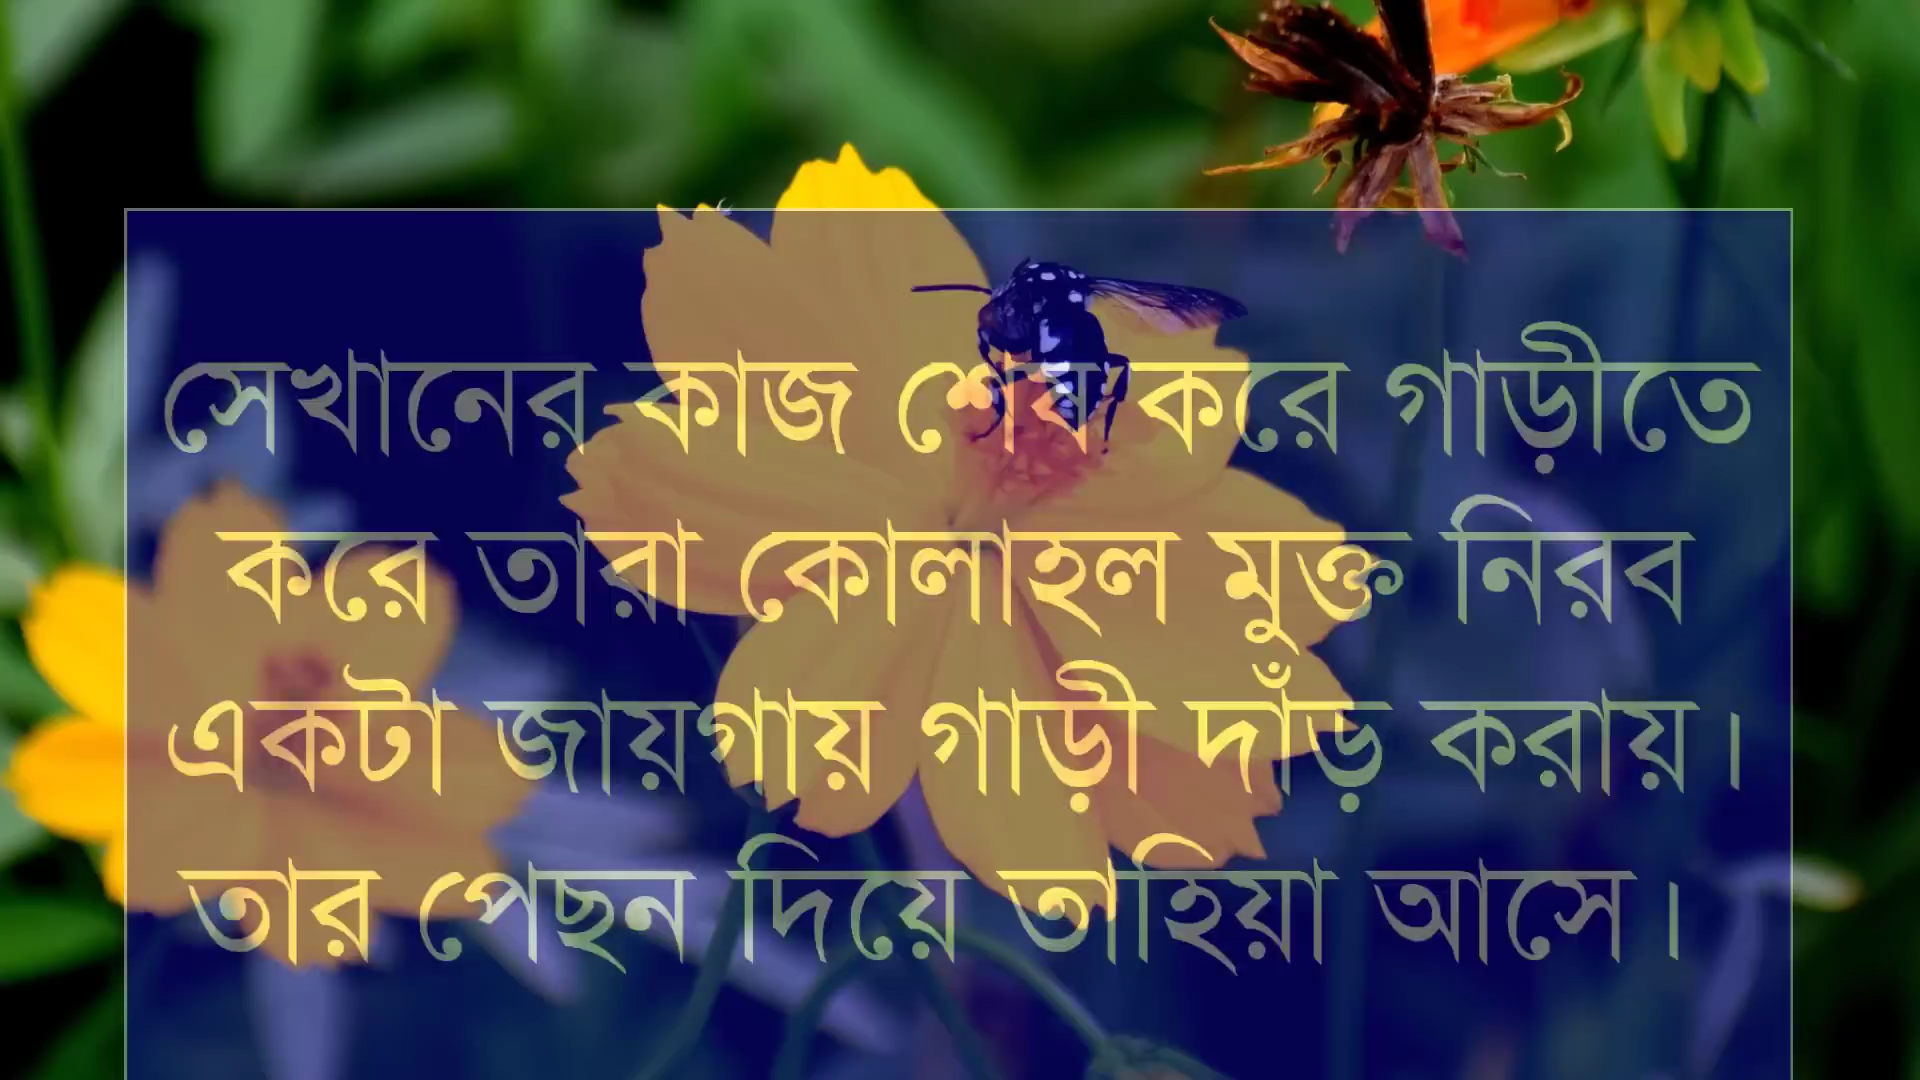 সেখানের কাজ শেষ করে গাড়ীতে
করে তারা কোলাহল মুক্ত নিরব
একটা জায়গায় গাড়ী দাঁড় করায়।
তার পেছন দিয়ে তাহিয়া আসে।